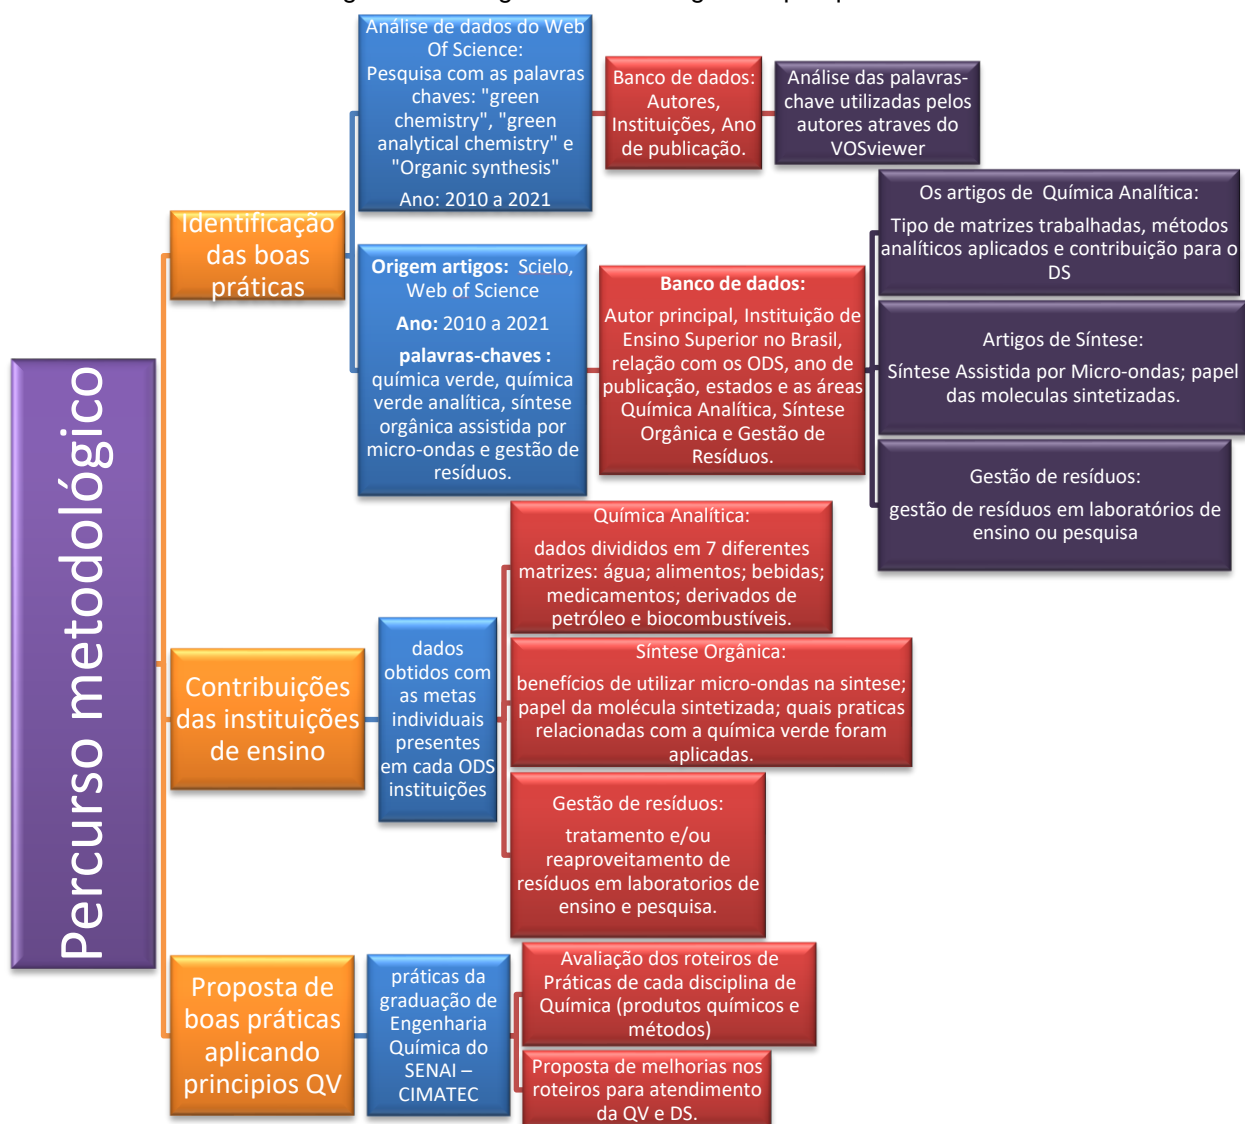 Percurso metodológico
Identificação
das boas
práticas
Análise de dados do Web
Of Science:
Pesquisa com as palavras
chaves: "green
chemistry", "green
analytical chemistry" e
"Organic synthesis"
Ano: 2010 a 2021
Banco de dados:
Autores,
Instituições, Ano
de publicação.
Análise das palavras-
chave utilizadas pelos
autores atraves do
VOSviewer
Origem artigos: Scielo,
Web of Science
Ano: 2010 a 2021
palavras-chaves :
química verde, química
verde analítica, síntese
orgânica assistida por
micro-ondas e gestão de
resíduos.
Banco de dados:
Autor principal, Instituição de
Ensino Superior no Brasil,
relação com os ODS, ano de
publicação, estados e as áreas
Química Analítica, Síntese
Orgânica e Gestão de
Resíduos.
Os artigos de Química Analítica:
Tipo de matrizes trabalhadas, métodos
analíticos aplicados e contribuição para o
DS
Artigos de Síntese:
Síntese Assistida por Micro-ondas; papel
das moleculas sintetizadas.
Gestão de resíduos:
gestão de resíduos em laboratórios de
ensino ou pesquisa
Contribuições
das instituições
de ensino
dados
obtidos com
as metas
individuais
presentes
em cada ODS
instituições
Química Analítica:
dados divididos em 7 diferentes
matrizes: água; alimentos; bebidas;
medicamentos; derivados de
petróleo e biocombustíveis.
Síntese Orgânica:
benefícios de utilizar micro-ondas na sintese;
papel da molécula sintetizada; quais praticas
relacionadas com a química verde foram
aplicadas.
Gestão de resíduos:
tratamento e/ou
reaproveitamento de
resíduos em laboratorios de
ensino e pesquisa.
Proposta de
boas práticas
aplicando
principios QV
práticas da
graduação de
Engenharia
Química do
SENAI –
CIMATEC
Avaliação dos roteiros de
Práticas de cada disciplina de
Química (produtos químicos e
métodos)
Proposta de melhorias nos
roteiros para atendimento
da QV e DS.